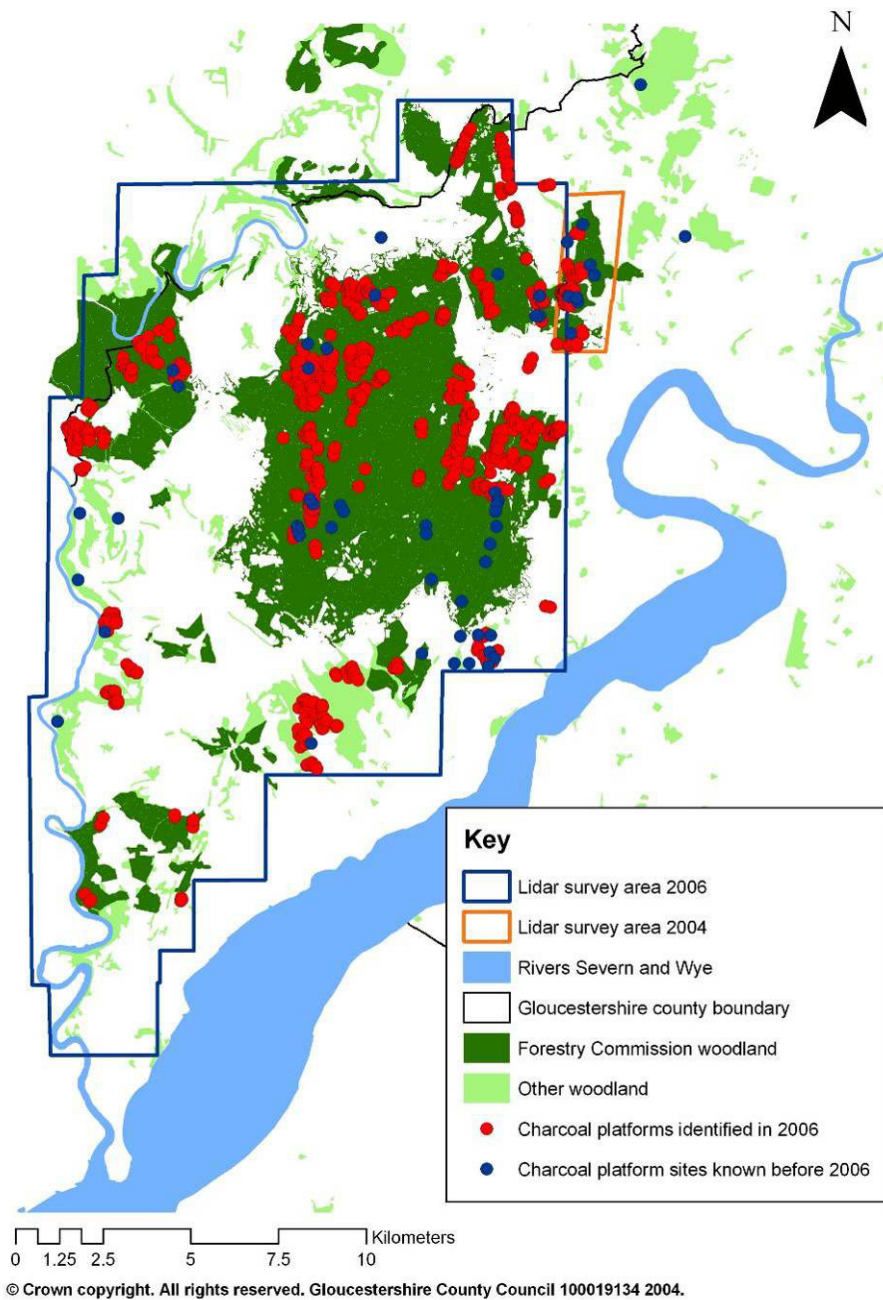 N
Key
Lidar survey area 2006
Lidar survey area 2004
Rivers Severn and Wye
Gloucestershire county boundary
Forestry Commission woodland
Other woodland
Charcoal platforms identified in 2006
Charcoal platform sites known before 2006
Kilometers
0 1.25 2.5 5 7.5 10
© Crown copyright. All rights reserved. Gloucestershire County Council 100019134 2004.